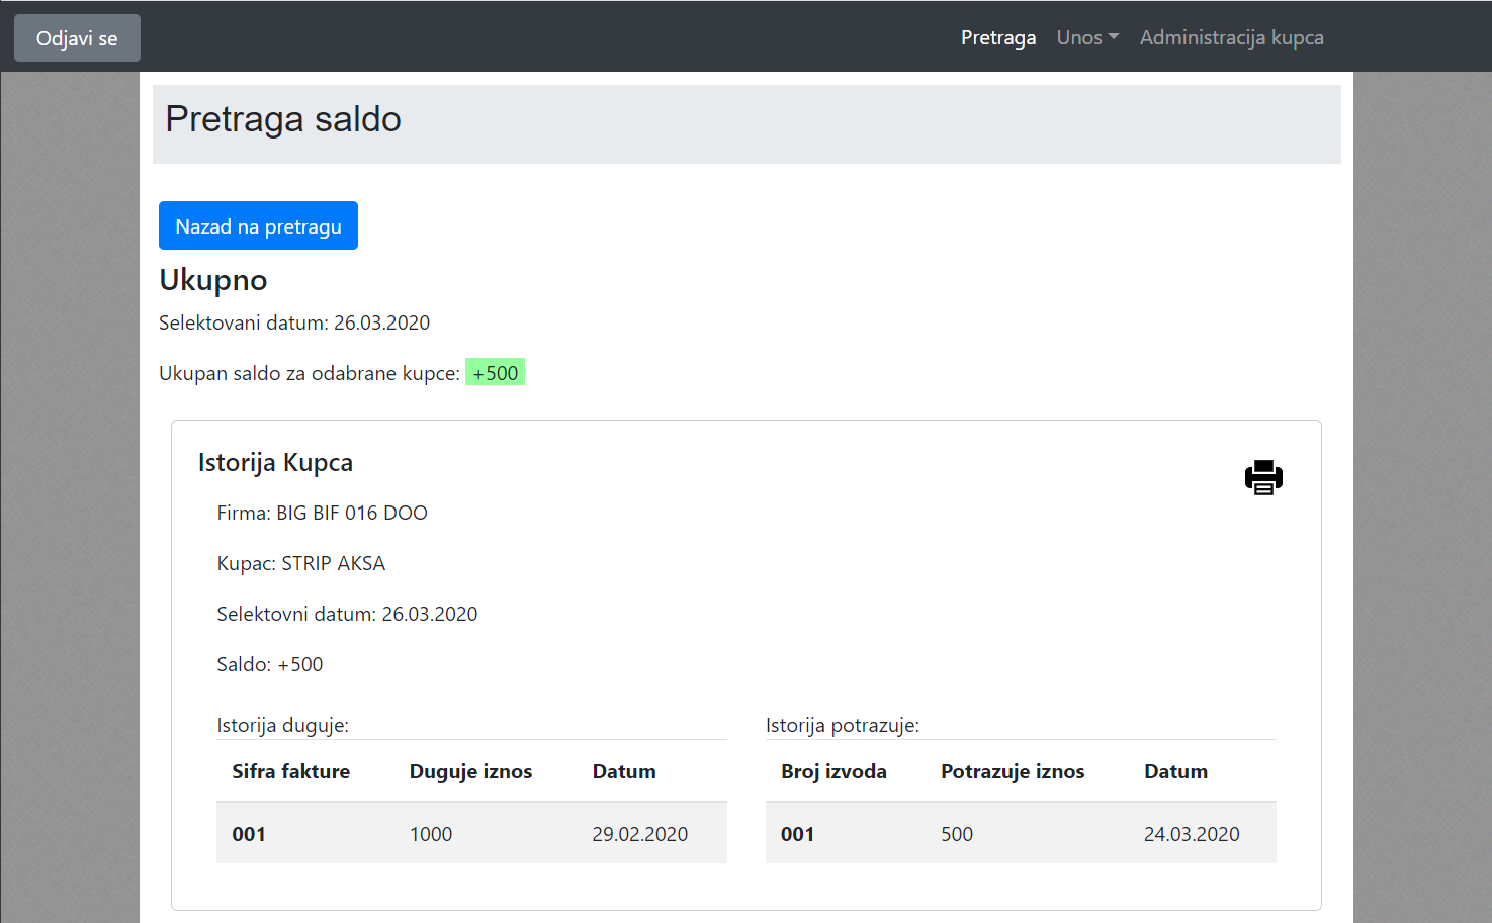 Odjavi se Pretraga Unos Administracija kupca
Pretraga saldo
Nazad na pretragu
Ukupno
Selektovani datum: 26.03.2020
Ukupan saldo za odabrane kupce: +500
Istorija Kupca
Firma: BIG BIF 016 DOO
Kupac: STRIP AKSA
Selektovni datum: 26.03.2020
Saldo: +500
Istorija duguje:
Sifra fakture Duguje iznos Datum
001 1000 29.02.2020
Istorija potrazuje:
Broj izvoda Potrazuje iznos Datum
001 500 24.03.2020